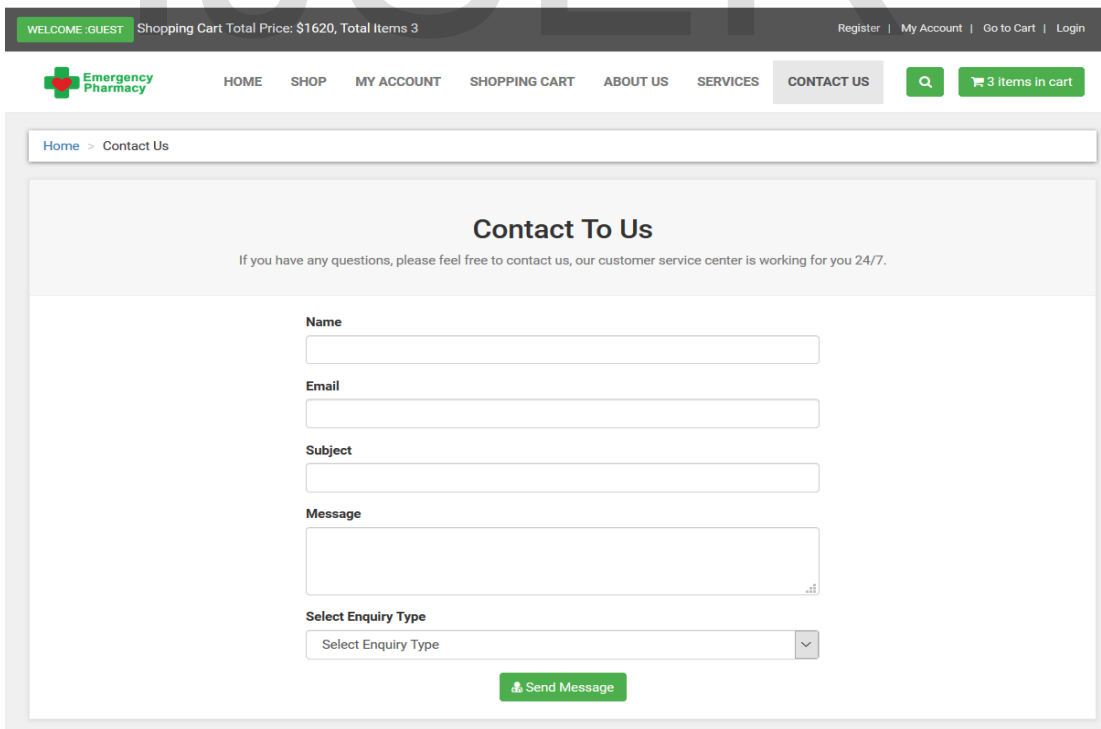 WELCOME :GUEST Shopping Cart Total Price: $1620, Total Items 3 Register | My Account | Go to Cart | Login
Emergency
Pharmacy
HOME SHOP MY ACCOUNT SHOPPING CART ABOUT US SERVICES CONTACT US 3 items in cart
Home > Contact Us
Contact To Us
If you have any questions, please feel free to contact us, our customer service center is working for you 24/7.
Name
Email
Subject
Message
Select Enquiry Type
Select Enquiry Type
Send Message